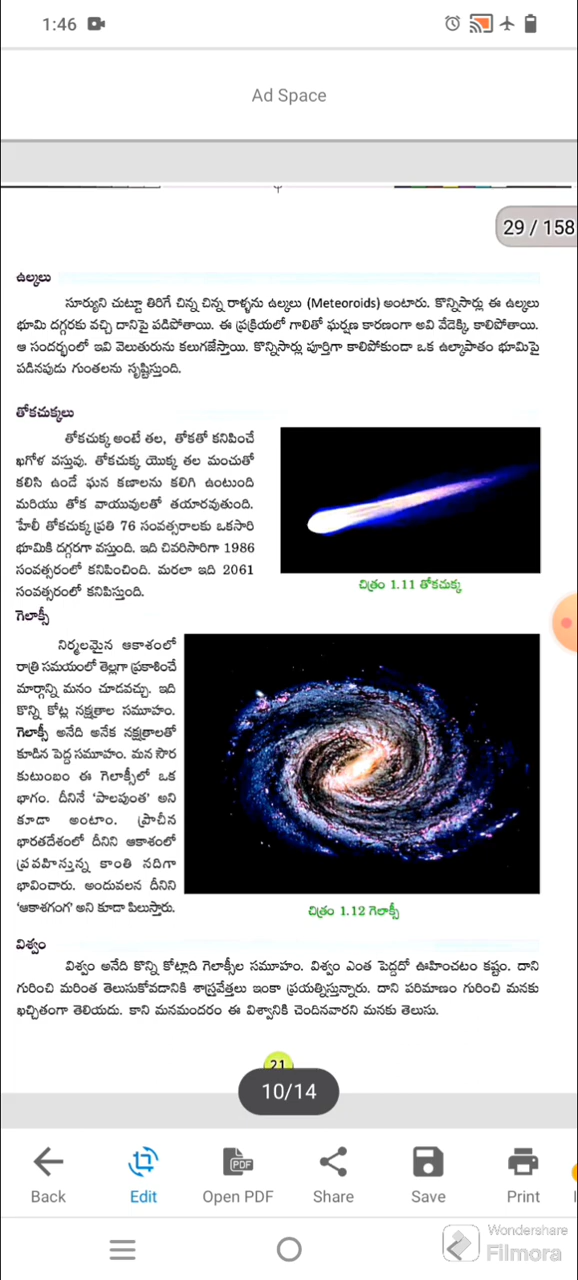 1:46
Ad Space
29 / 158
ఉల్కలు
సూర్యుని చుట్టూ తిరిగే చిన్న చిన్న రాళ్ళను ఉల్కలు (Meteoroids) అంటారు. కొన్నిసార్లు ఈ ఉల్కలు
భూమి దగ్గరకు వచ్చి దానిపై పడిపోతాయి. ఈ ప్రక్రియలో గాలితో ఘర్షణ కారణంగా అవి వేడెక్కి కాలిపోతాయి.
ఆ సందర్భంలో ఇవి వెలుతురును కలుగజేస్తాయి. కొన్నిసార్లు పూర్తిగా కాలిపోకుండా ఒక ఉల్కాపాతం భూమిపై
పడినపుడు గుంతలను సృష్టిస్తుంది.
తోకచుక్కలు
తోకచుక్క అంటే తల, తోకతో కనిపించే
ఖగోళ వస్తువు. తోకచుక్క యొక్క తల మంచుతో
కలిసి ఉండే ఘన కణాలను కలిగి ఉంటుంది
మరియు తోక వాయువులతో తయారవుతుంది.
హేలీ తోకచుక్క ప్రతి 76 సంవత్సరాలకు ఒకసారి
భూమికి దగ్గరగా వస్తుంది. ఇది చివరిసారిగా 1986
సంవత్సరంలో కనిపించింది. మరలా ఇది 2061
సంవత్సరంలో కనిపిస్తుంది.
చిత్రం 1.11 తోకచుక్క
గెలాక్సీ
నిర్మలమైన ఆకాశంలో
రాత్రి సమయంలో తెల్లగా ప్రకాశించే
మార్గాన్ని మనం చూడవచ్చు. ఇది
కొన్ని కోట్ల నక్షత్రాల సమూహం.
గెలాక్సీ అనేది అనేక నక్షత్రాలతో
కూడిన పెద్ద సమూహం. మన సౌర
కుటుంబం ఈ గెలాక్సీలో ఒక
భాగం. దీనినే ‘పాలపుంత’ అని
కూడా అంటాం. ప్రాచీన
భారతదేశంలో దీనిని ఆకాశంలో
ప్రవహిస్తున్న కాంతి నదిగా
భావించారు. అందువలన దీనిని
‘ఆకాశగంగ’ అని కూడా పిలుస్తారు.
చిత్రం 1.12 గెలాక్సీ
విశ్వం
విశ్వం అనేది కొన్ని కోట్లాది గెలాక్సీల సమూహం. విశ్వం ఎంత పెద్దదో ఊహించటం కష్టం. దాని
గురించి మరింత తెలుసుకోవడానికి శాస్త్రవేత్తలు ఇంకా ప్రయత్నిస్తున్నారు. దాని పరిమాణం గురించి మనకు
ఖచ్చితంగా తెలియదు. కాని మనమందరం ఈ విశ్వానికి చెందినవారని మనకు తెలుసు.
21
10/14
Back Edit Open PDF Share Save Print
Wondershare
Filmora